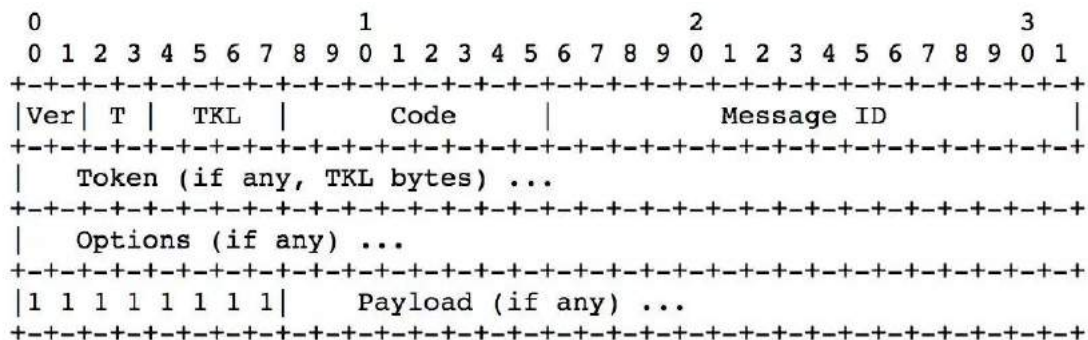 0                   1                   2                   3
 0 1 2 3 4 5 6 7 8 9 0 1 2 3 4 5 6 7 8 9 0 1 2 3 4 5 6 7 8 9 0 1
+-+-+-+-+-+-+-+-+-+-+-+-+-+-+-+-+-+-+-+-+-+-+-+-+-+-+-+-+-+-+-+-+
|Ver| T |  TKL  |      Code     |          Message ID           |
+-+-+-+-+-+-+-+-+-+-+-+-+-+-+-+-+-+-+-+-+-+-+-+-+-+-+-+-+-+-+-+-+
|   Token (if any, TKL bytes) ...
+-+-+-+-+-+-+-+-+-+-+-+-+-+-+-+-+-+-+-+-+-+-+-+-+-+-+-+-+-+-+-+-+
|   Options (if any) ...
+-+-+-+-+-+-+-+-+-+-+-+-+-+-+-+-+-+-+-+-+-+-+-+-+-+-+-+-+-+-+-+-+
|1 1 1 1 1 1 1 1|    Payload (if any) ...
+-+-+-+-+-+-+-+-+-+-+-+-+-+-+-+-+-+-+-+-+-+-+-+-+-+-+-+-+-+-+-+-+